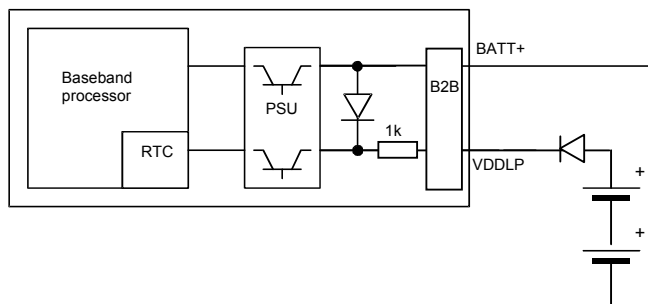 BATT+
Baseband
processor
PSU
B2B
1k
RTC
VDDLP
+
+